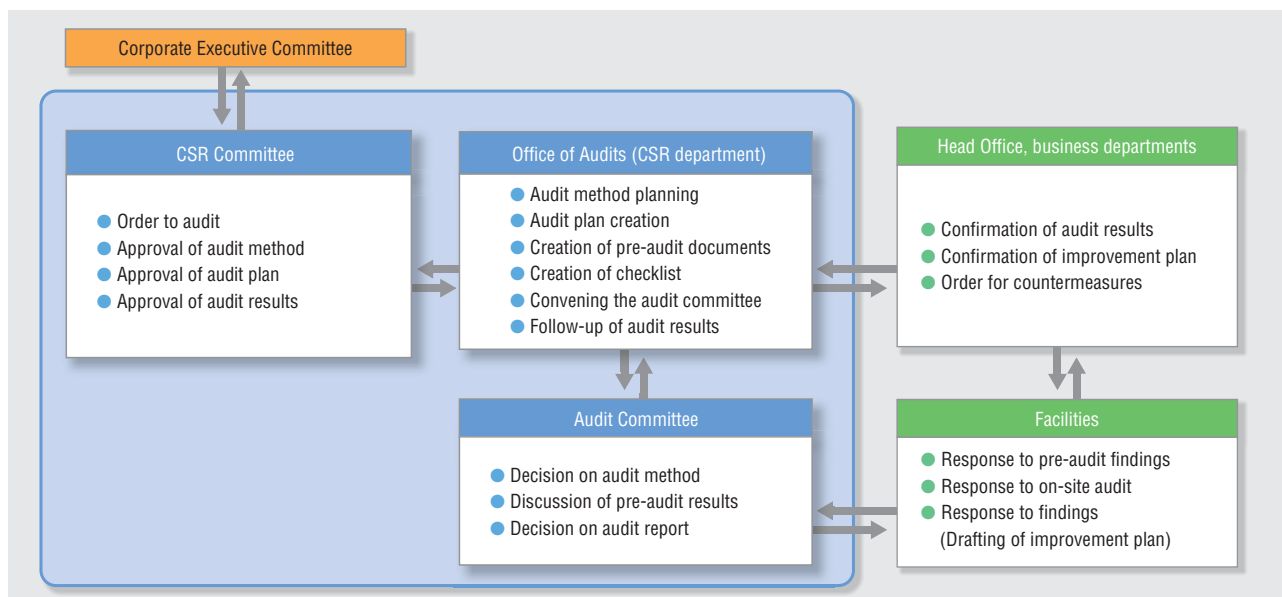 Corporate Executive Committee
CSR Committee
Order to audit
Approval of audit method
Approval of audit plan
Approval of audit results
Office of Audits (CSR department)
Audit method planning
Audit plan creation
Creation of pre-audit documents
Creation of checklist
Convening the audit committee
Follow-up of audit results
Head Office, business departments
Confirmation of audit results
Confirmation of improvement plan
Order for countermeasures
Audit Committee
Decision on audit method
Discussion of pre-audit results
Decision on audit report
Facilities
Response to pre-audit findings
Response to on-site audit
Response to findings
(Drafting of improvement plan)